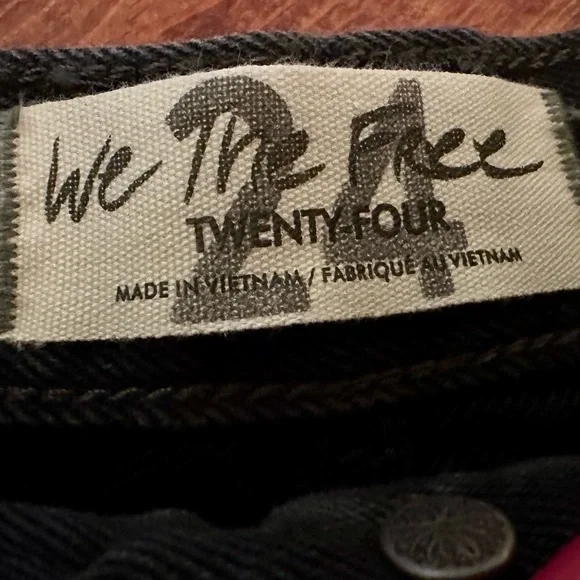 24
We The Free
TWENTY-FOUR
MADE IN VIETNAM / FABRIQUÉ AU VIETNAM